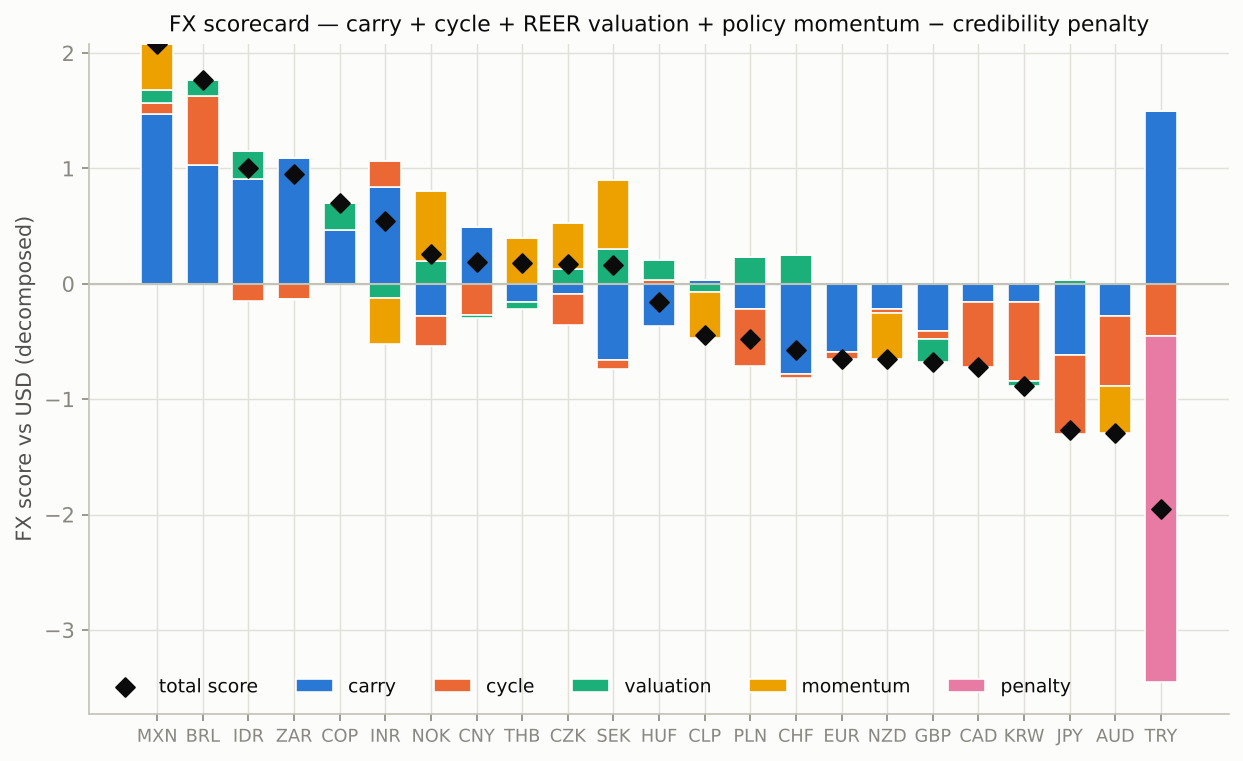 FX scorecard — carry + cycle + REER valuation + policy momentum − credibility penalty
FX score vs USD (decomposed)
2
1
0
−1
−2
−3
total score carry cycle valuation momentum penalty
MXN BRL IDR ZAR COP INR NOK CNY THB CZK SEK HUF CLP PLN CHF EUR NZD GBP CAD KRW JPY AUD TRY